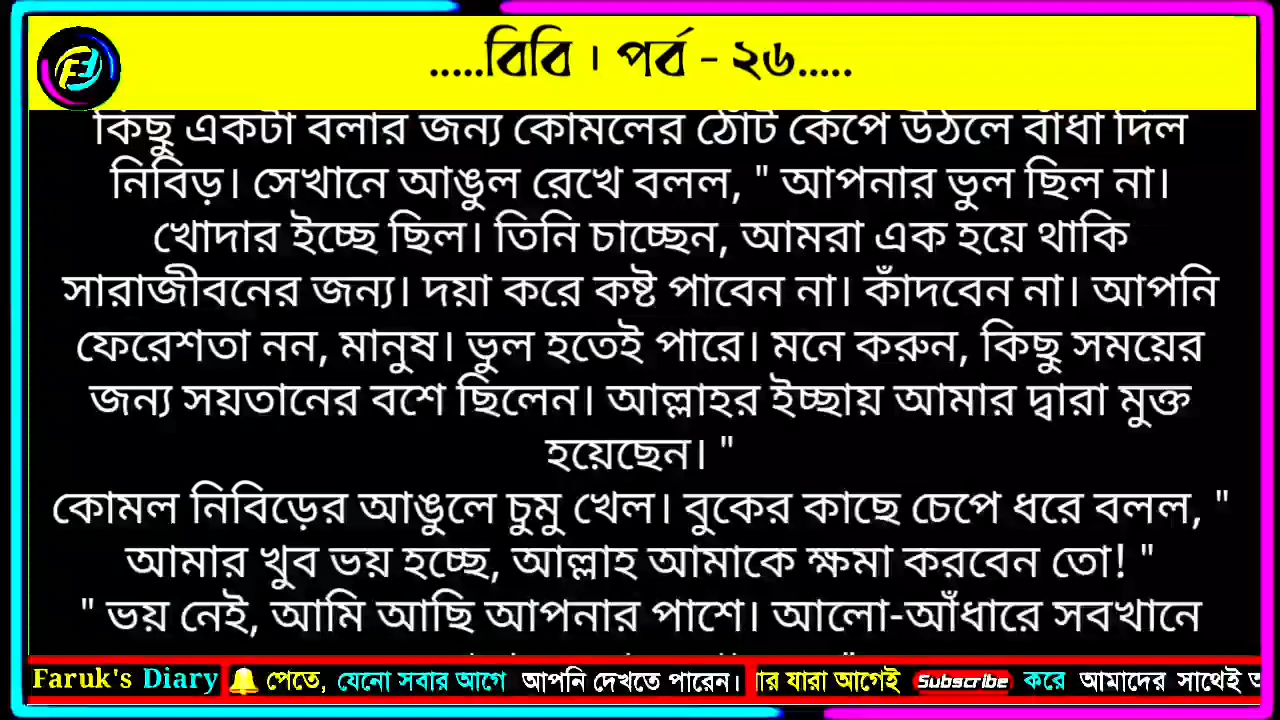 .....বিবি । পর্ব - ২৬.....
কিছু একটা বলার জন্য কোমলের ঠোঁট কেঁপে উঠলে বাঁধা দিল
নিবিড়। সেখানে আঙুল রেখে বলল, " আপনার ভুল ছিল না।
খোদার ইচ্ছে ছিল। তিনি চাচ্ছেন, আমরা এক হয়ে থাকি
সারাজীবনের জন্য। দয়া করে কষ্ট পাবেন না। কাঁদবেন না। আপনি
ফেরেশতা নন, মানুষ। ভুল হতেই পারে। মনে করুন, কিছু সময়ের
জন্য সয়তানের বশে ছিলেন। আল্লাহর ইচ্ছায় আমার দ্বারা মুক্ত
হয়েছেন। "
কোমল নিবিড়ের আঙুলে চুমু খেল। বুকের কাছে চেপে ধরে বলল, "
আমার খুব ভয় হচ্ছে, আল্লাহ আমাকে ক্ষমা করবেন তো! "
" ভয় নেই, আমি আছি আপনার পাশে। আলো-আঁধারে সবখানে
Faruk's Diary 🔔 পেতে, যেনো সবার আগে আপনি দেখতে পারেন। আর যারা আগেই Subscribe করে আমাদের সাথেই